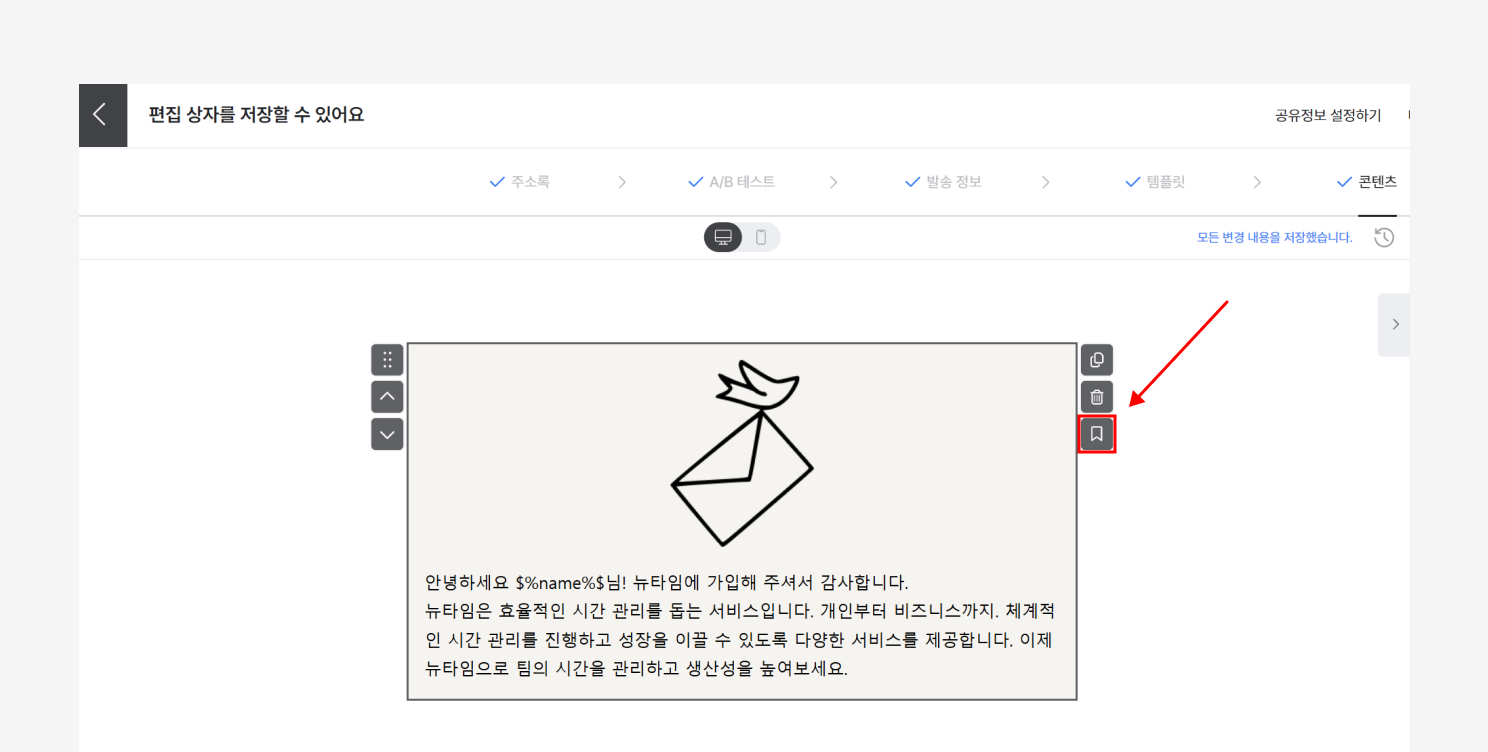 편집 상자를 저장할 수 있어요
공유정보 설정하기
주소록
A/B 테스트
발송 정보
템플릿
콘텐츠
모든 변경 내용을 저장했습니다.
안녕하세요 $%name%$님! 뉴타임에 가입해 주셔서 감사합니다.
뉴타임은 효율적인 시간 관리를 돕는 서비스입니다. 개인부터 비즈니스까지. 체계적
인 시간 관리를 진행하고 성장을 이끌 수 있도록 다양한 서비스를 제공합니다. 이제
뉴타임으로 팀의 시간을 관리하고 생산성을 높여보세요.